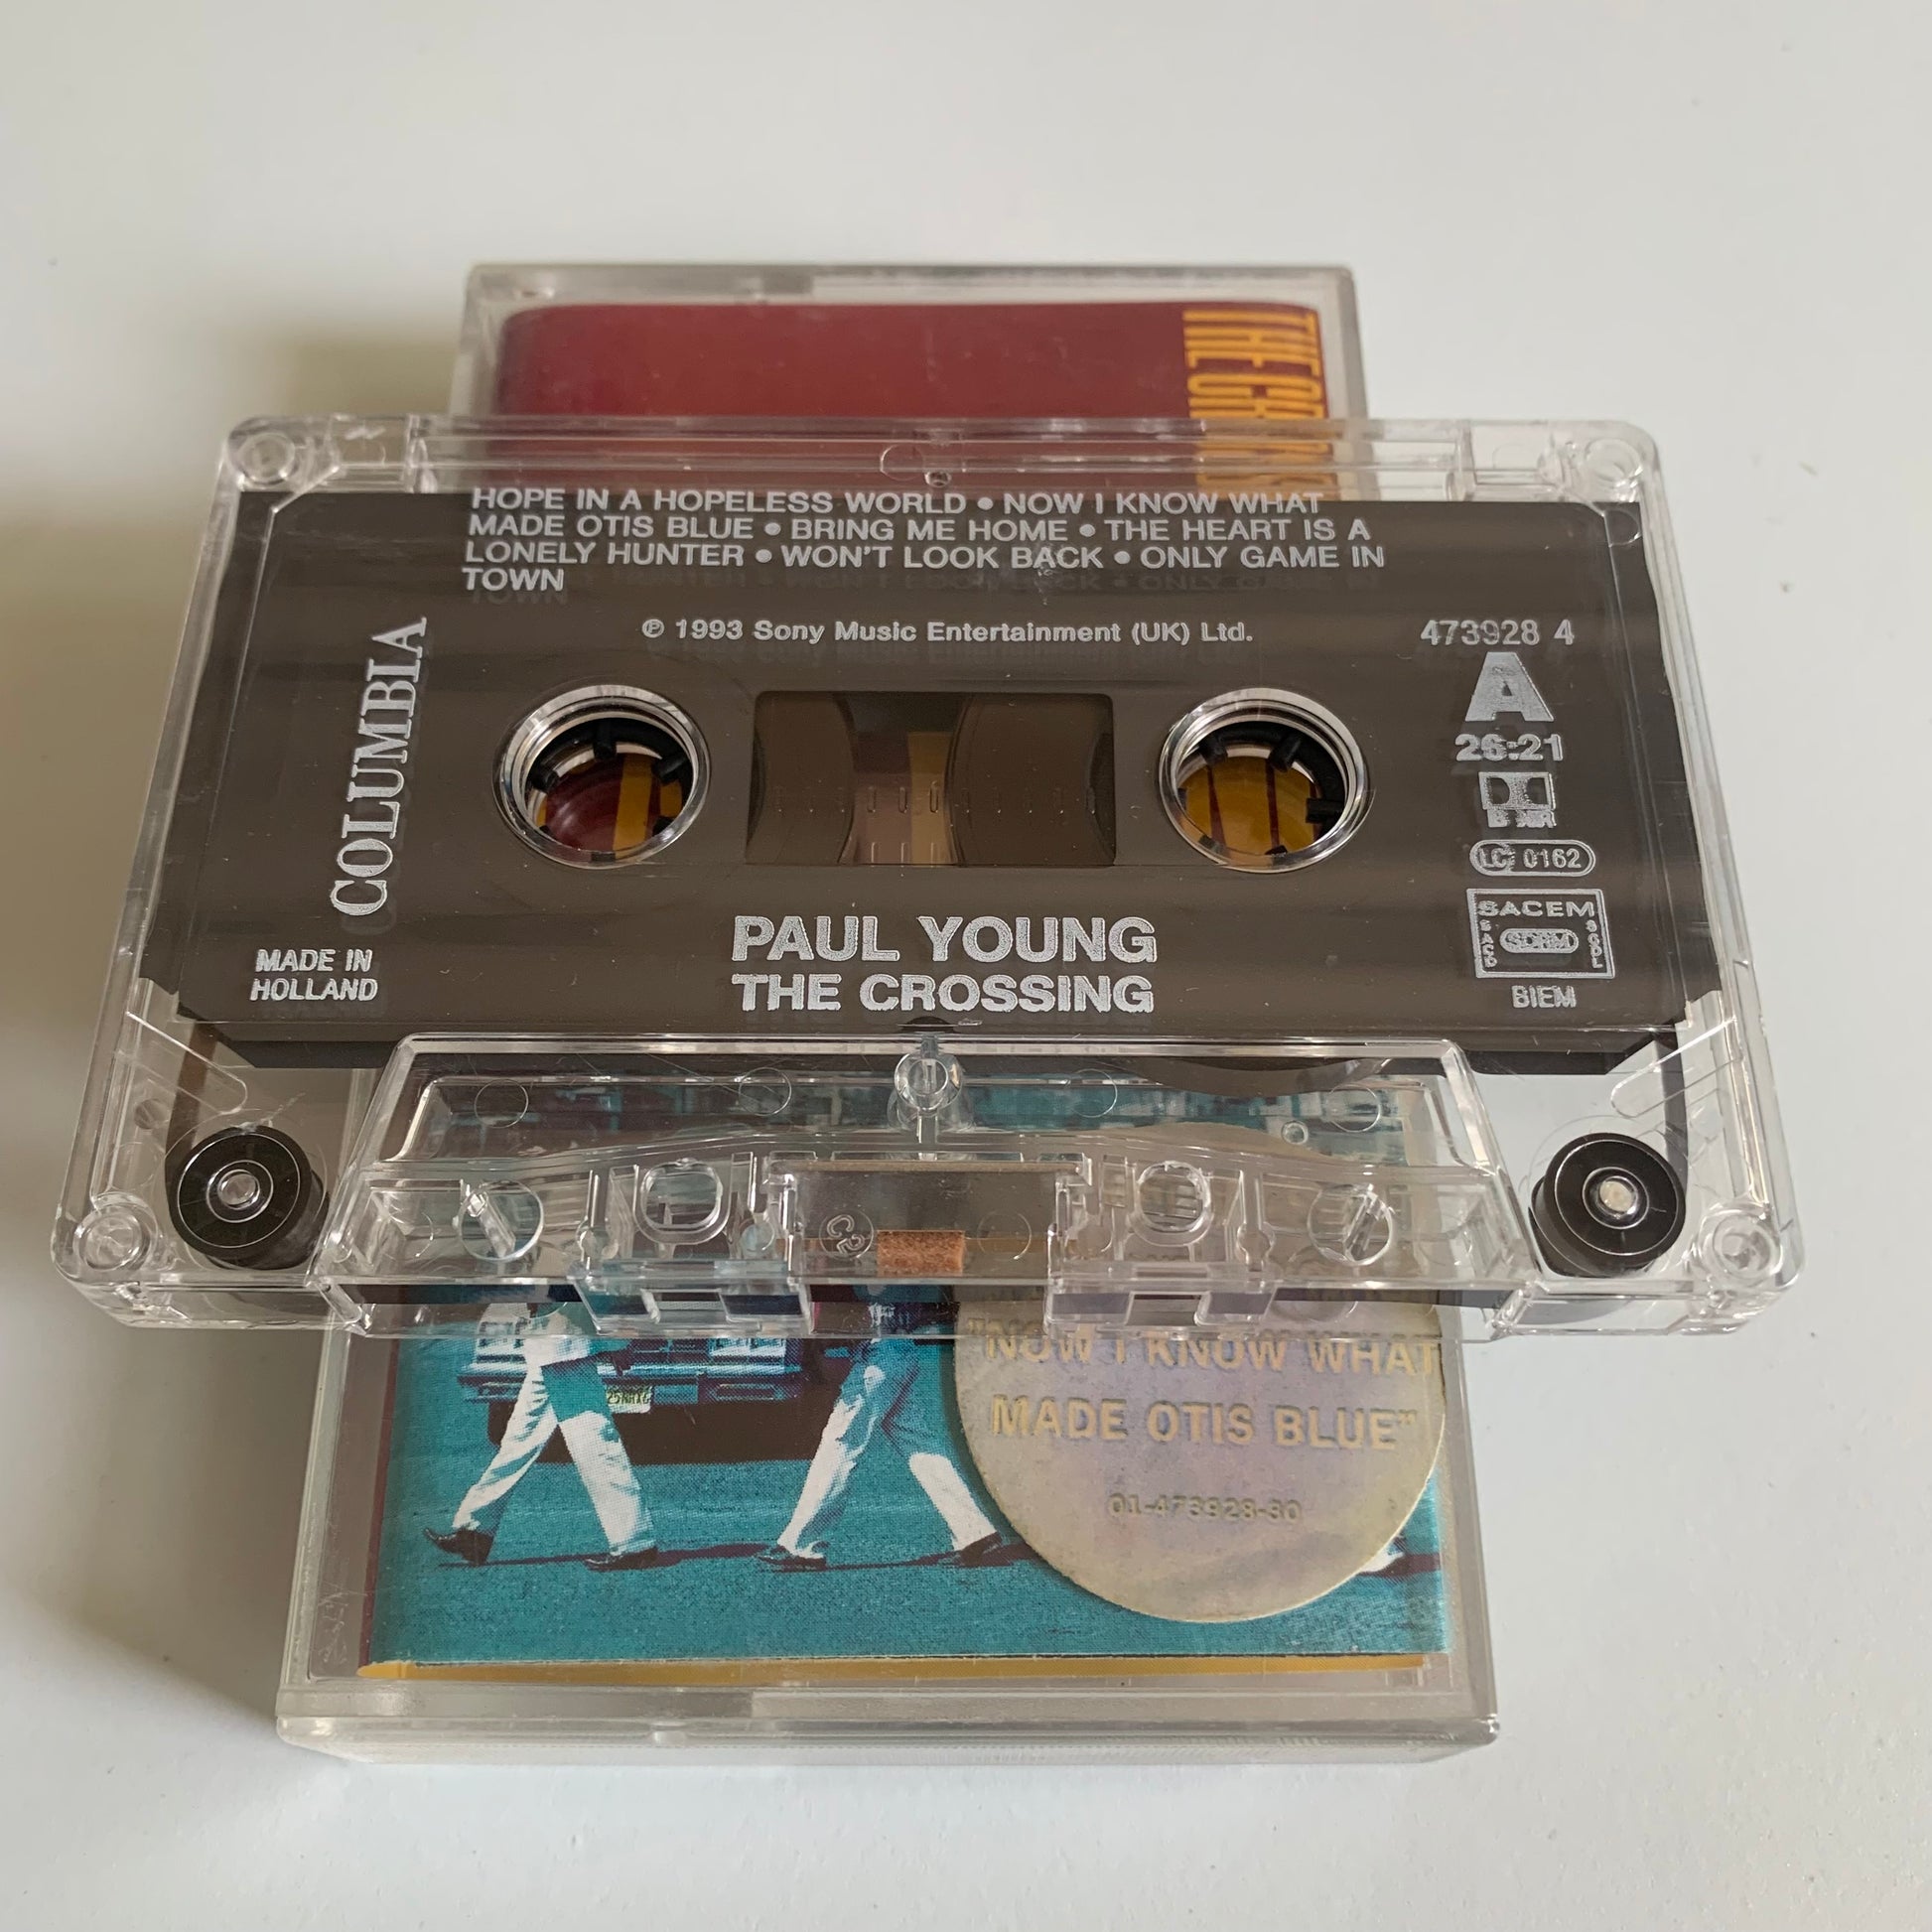 HOPE IN A HOPELESS WORLD • NOW I KNOW WHAT
MADE OTIS BLUE • BRING ME HOME • THE HEART IS A
LONELY HUNTER • WON'T LOOK BACK • ONLY GAME IN
TOWN
℗ 1993 Sony Music Entertainment (UK) Ltd.
473928 4
A
26:21
LC 0162
SACEM
SDRM
BIEM
COLUMBIA
MADE IN
HOLLAND
PAUL YOUNG
THE CROSSING
C2
"NOW I KNOW WHAT
MADE OTIS BLUE"
01-473928-30